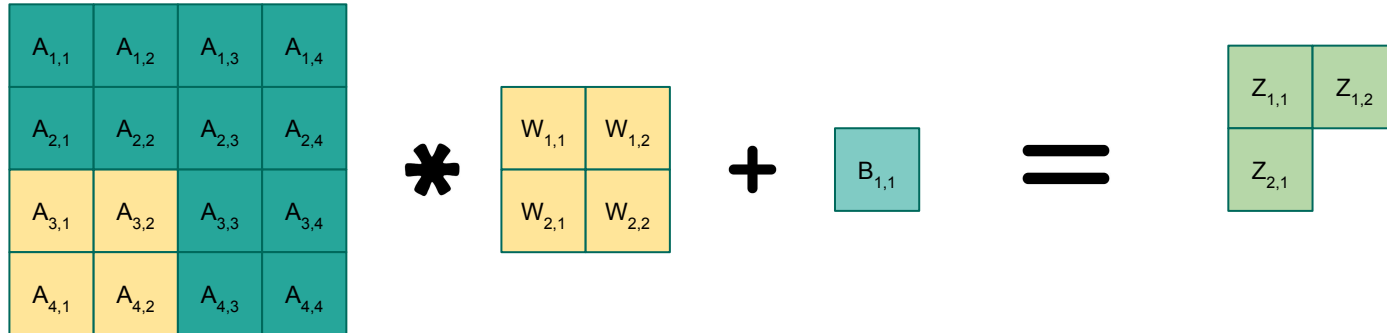 A1,1 A1,2 A1,3 A1,4
A2,1 A2,2 A2,3 A2,4
A3,1 A3,2 A3,3 A3,4
A4,1 A4,2 A4,3 A4,4
*
W1,1 W1,2
W2,1 W2,2
+
B1,1
=
Z1,1 Z1,2
Z2,1